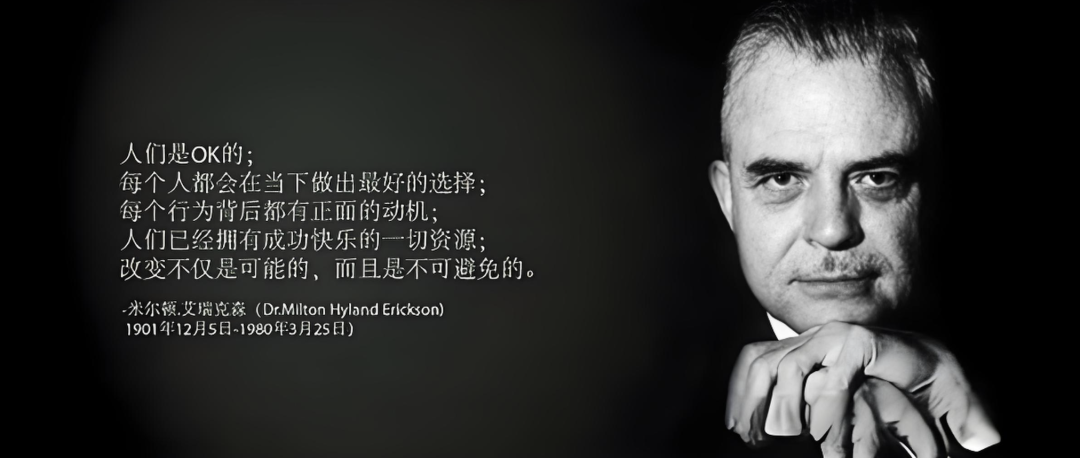 人们是OK的；
每个人都会在当下做出最好的选择；
每个行为背后都有正面的动机；
人们已经拥有成功快乐的一切资源；
改变不仅是可能的，而且是不可避免的。
-米尔顿.艾瑞克森（Dr.Milton Hyland Erickson)
1901年12月5日-1980年3月25日）